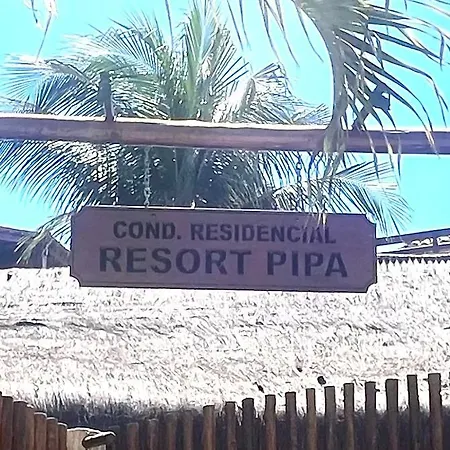 COND. RESIDENCIAL
RESORT PIPA